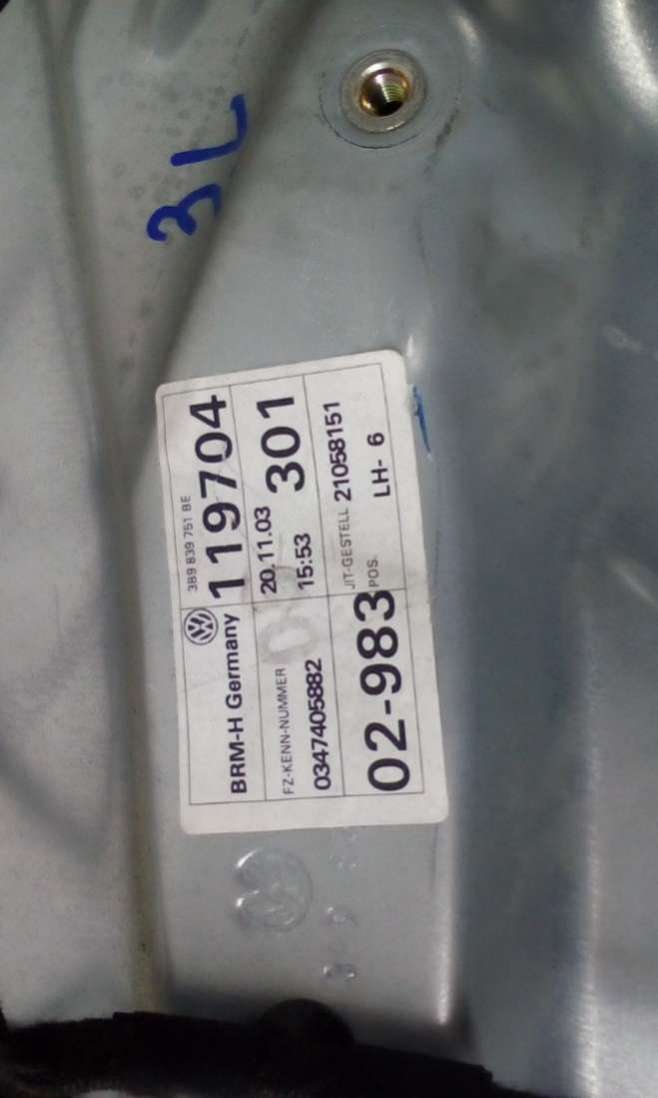 3L
3B9 839 751 BE
BRM-H Germany 119704
FZ-KENN-NUMMER 20.11.03
0347405882 15:53 301
02-983 JIT-GESTELL 21058151
POS. LH- 6